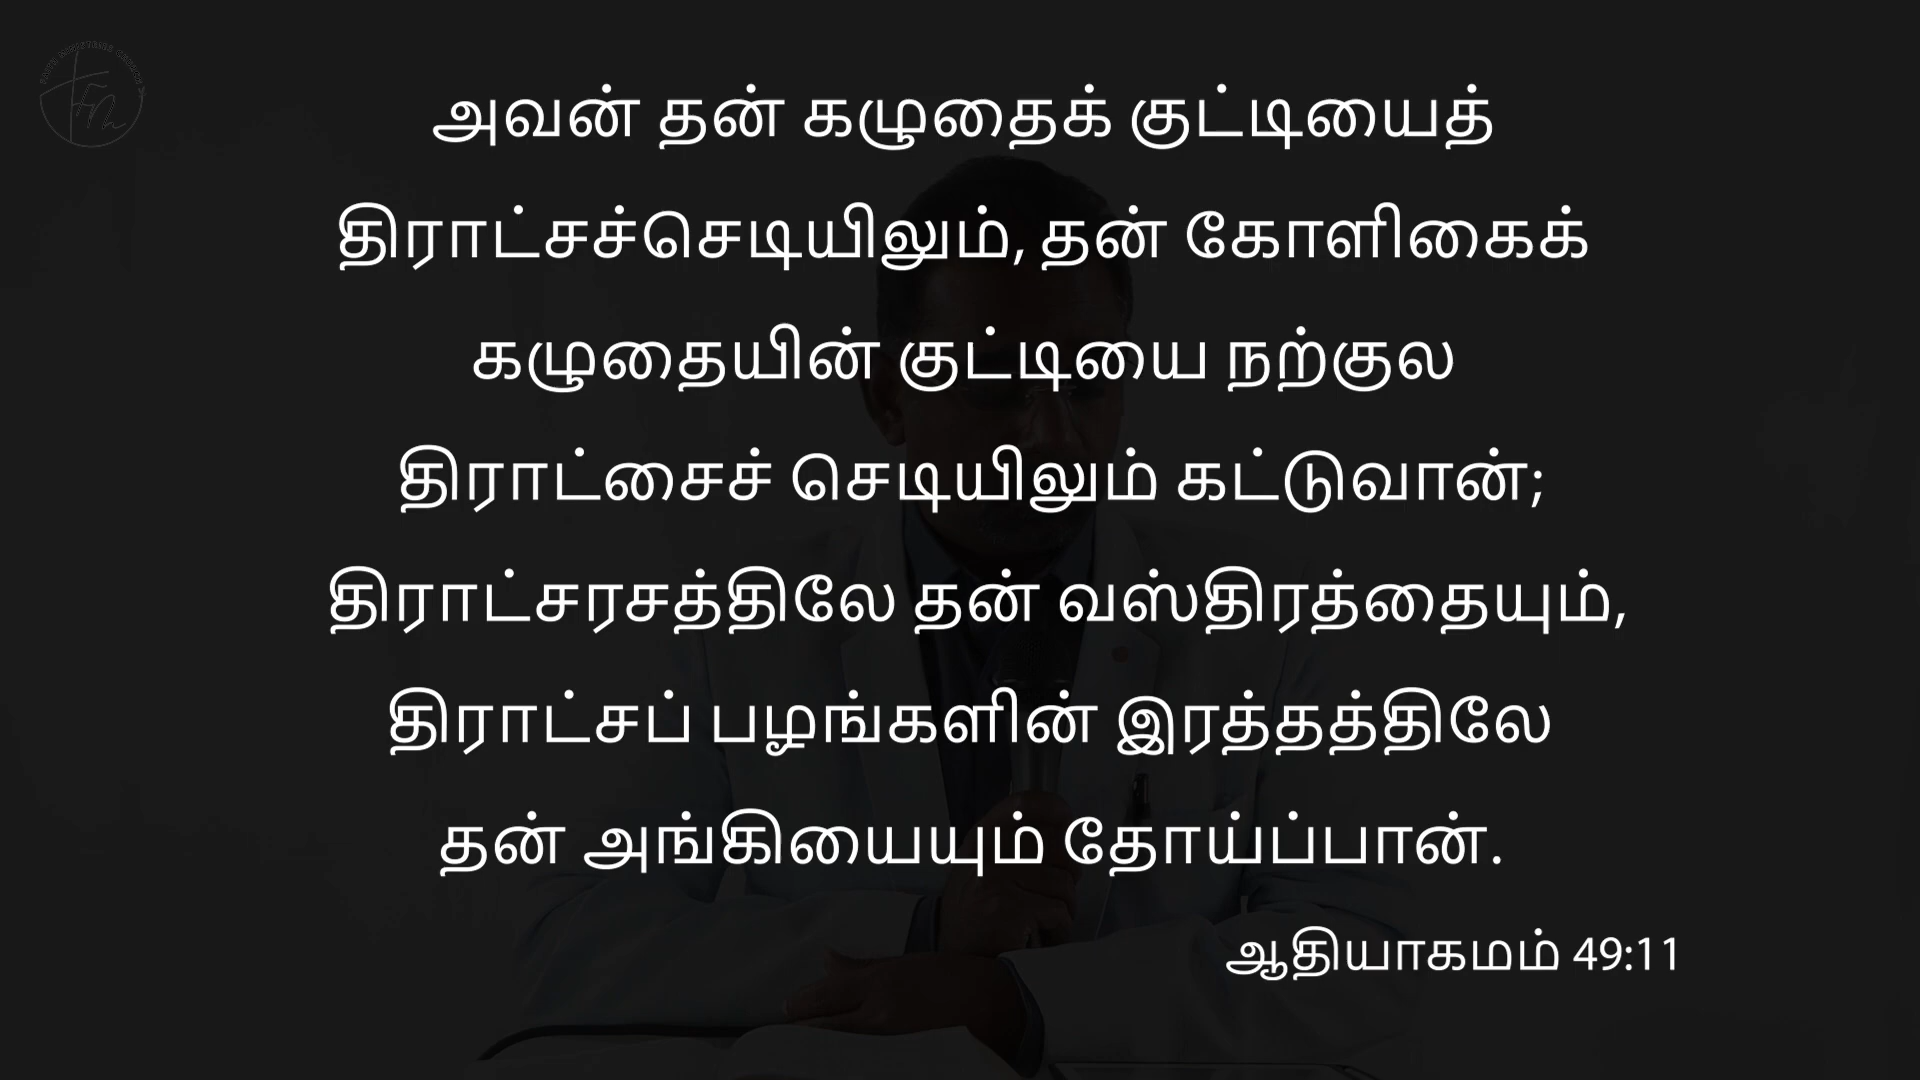 அவன் தன் கழுதைக் குட்டியைத்
திராட்சச்செடியிலும், தன் கோளிகைக்
கழுதையின் குட்டியை நற்குல
திராட்சைச் செடியிலும் கட்டுவான்;
திராட்சரசத்திலே தன் வஸ்திரத்தையும்,
திராட்சப் பழங்களின் இரத்தத்திலே
தன் அங்கியையும் தோய்ப்பான்.
ஆதியாகமம் 49:11